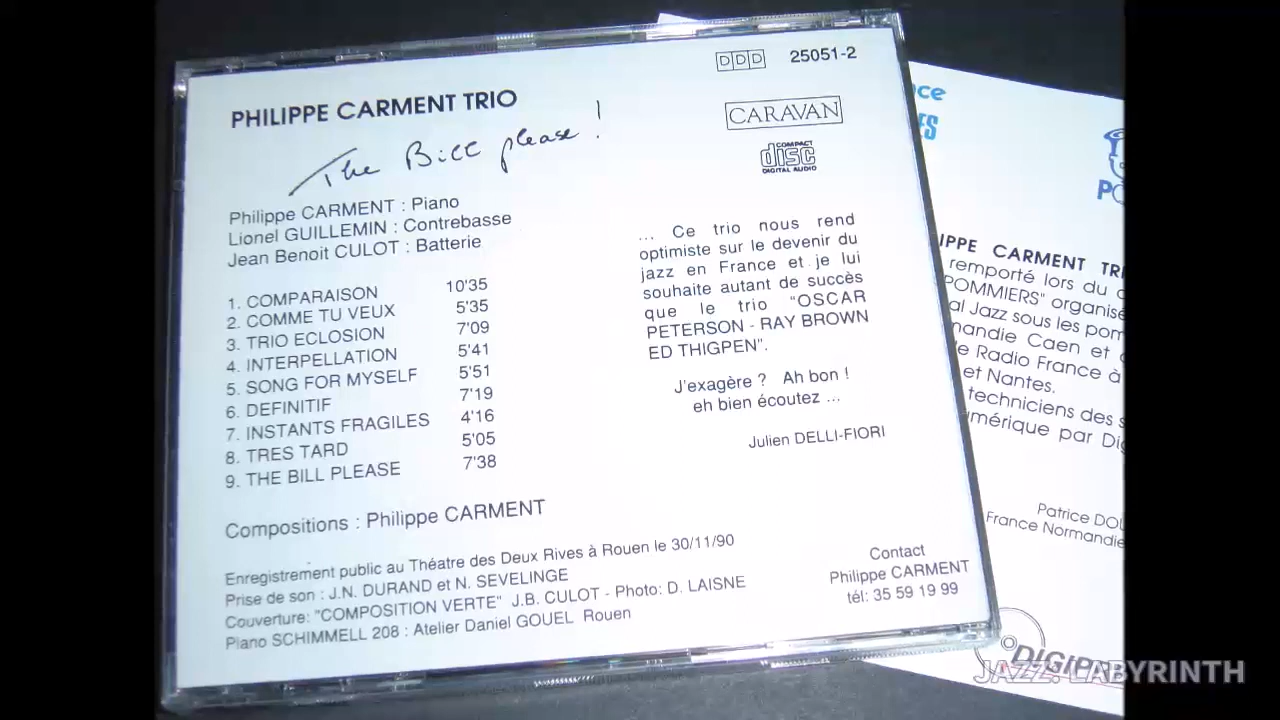 DDD 25051-2
PHILIPPE CARMENT TRIO
The Bill please !
CARAVAN
COMPACT
disc
DIGITAL AUDIO
Philippe CARMENT : Piano
Lionel GUILLEMIN : Contrebasse
Jean Benoit CULOT : Batterie
1. COMPARAISON 10'35
2. COMME TU VEUX 5'35
3. TRIO ECLOSION 7'09
4. INTERPELLATION 5'41
5. SONG FOR MYSELF 5'51
6. DEFINITIF 7'19
7. INSTANTS FRAGILES 4'16
8. TRES TARD 5'05
9. THE BILL PLEASE 7'38
... Ce trio nous rend
optimiste sur le devenir du
jazz en France et je lui
souhaite autant de succès
que le trio "OSCAR
PETERSON - RAY BROWN
ED THIGPEN".
J'exagère ? Ah bon !
eh bien écoutez ...
Julien DELLI-FIORI
Compositions : Philippe CARMENT
Enregistrement public au Théatre des Deux Rives à Rouen le 30/11/90
Prise de son : J.N. DURAND et N. SEVELINGE
Couverture: "COMPOSITION VERTE" J.B. CULOT - Photo: D. LAISNE
Piano SCHIMMELL 208 : Atelier Daniel GOUEL Rouen
Contact
Philippe CARMENT
tél: 35 59 19 99
IPPE CARMENT TR
remporté lors du
POMMIERS" organise
al Jazz sous les pom
mandie Caen et
e Radio France à
et Nantes.
techniciens des s
umérique par Dig
Patrice DOU
France Normandie
JAZZ. LABYRINTH